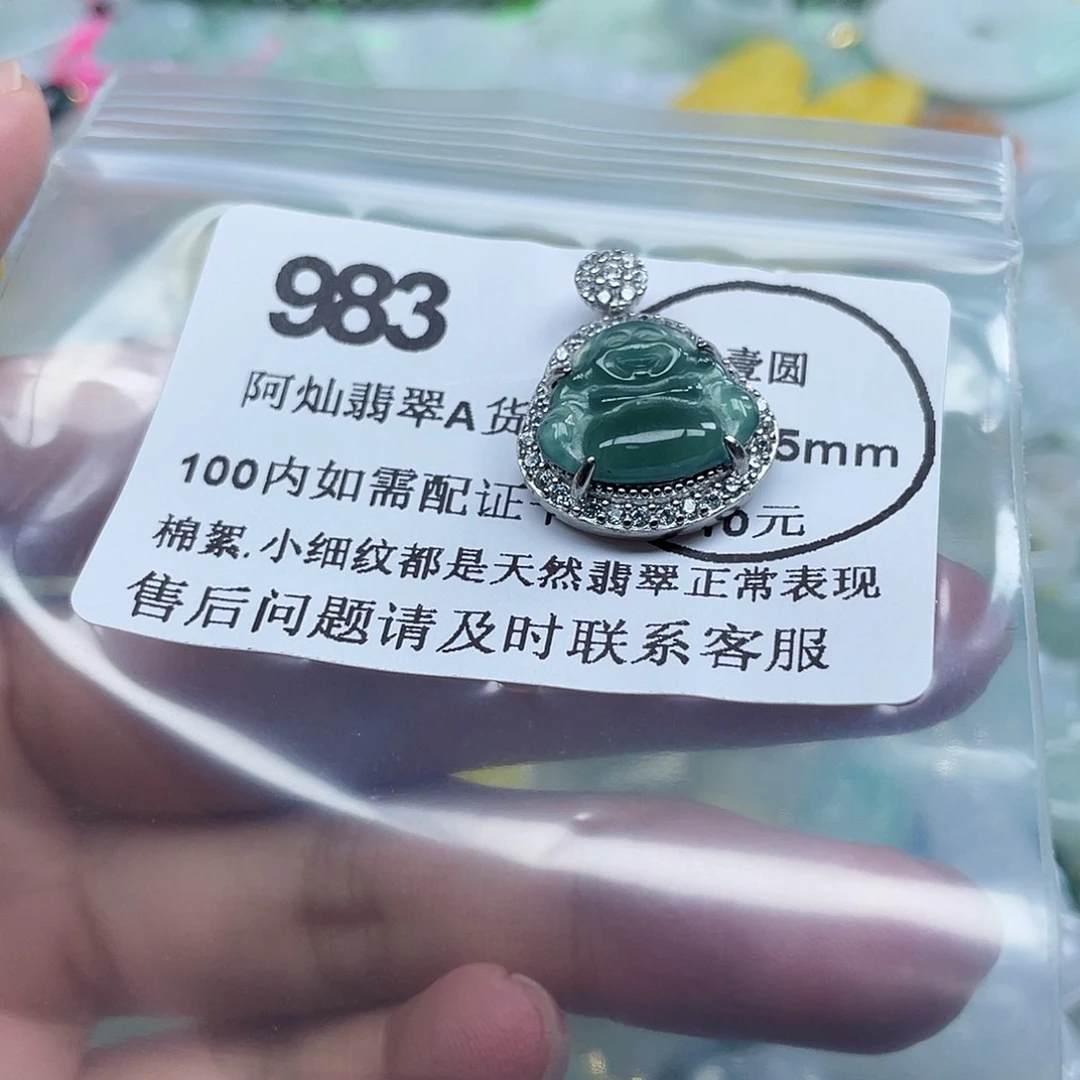 983
壹圆
阿灿翡翠A货
5mm
100内如需配证
0元
棉絮.小细纹都是天然翡翠正常表现
售后问题请及时联系客服